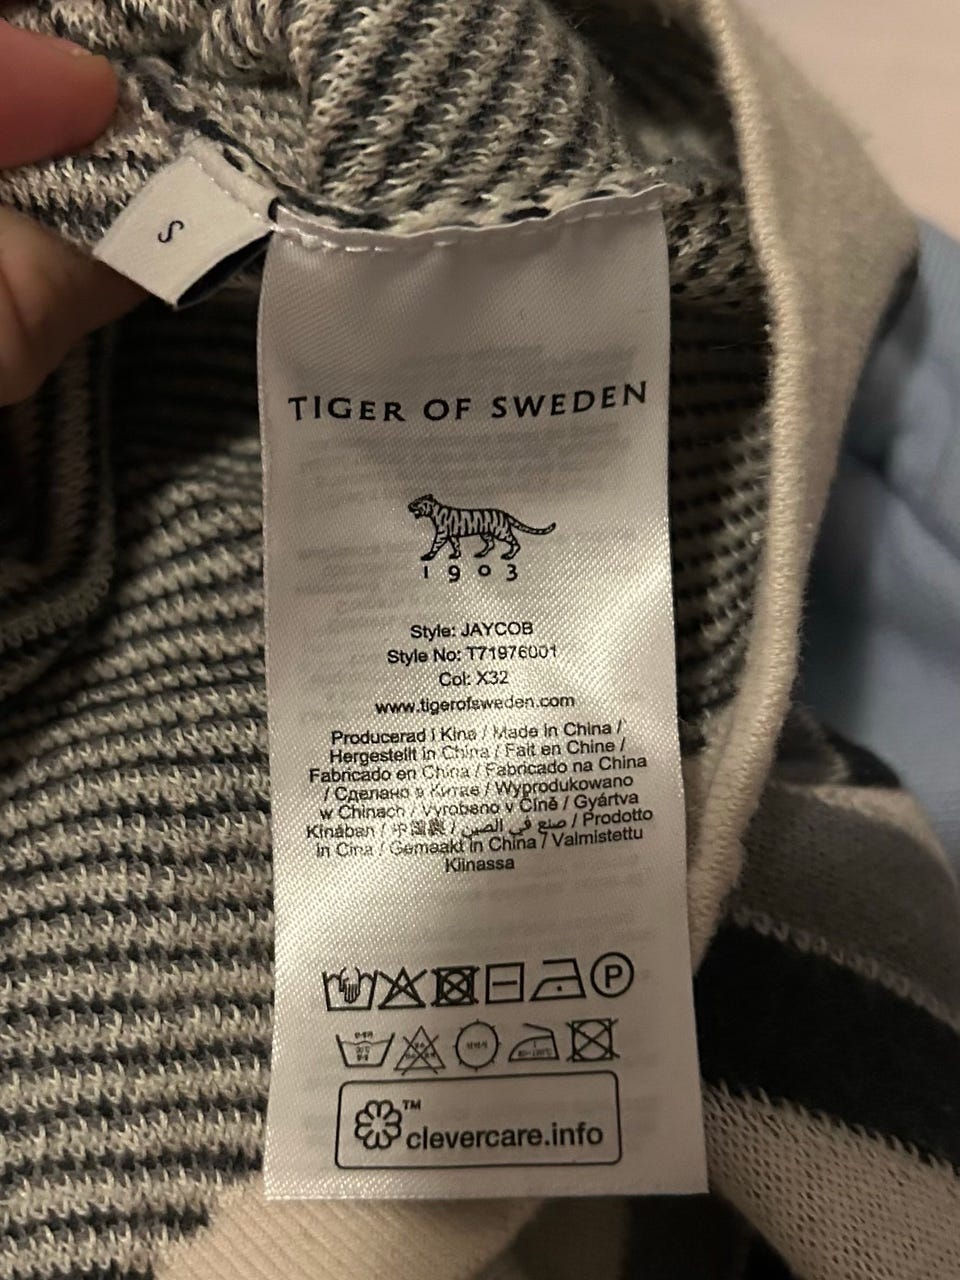 S
TIGER OF SWEDEN
1903
Style: JAYCOB
Style No: T71976001
Col: X32
www.tigerofsweden.com
Producerad i Kina / Made in China /
Hergestellt in China / Fait en Chine /
Fabricado en China / Fabricado na China
/ Сделано в Китае / Wyprodukowano
w Chinach / Vyrobeno v Číně / Gyártva
Kínában / 中国製 / صنع في الصين / Prodotto
in Cina / Gemaakt in China / Valmistettu
Kiinassa
P
TM
clevercare.info